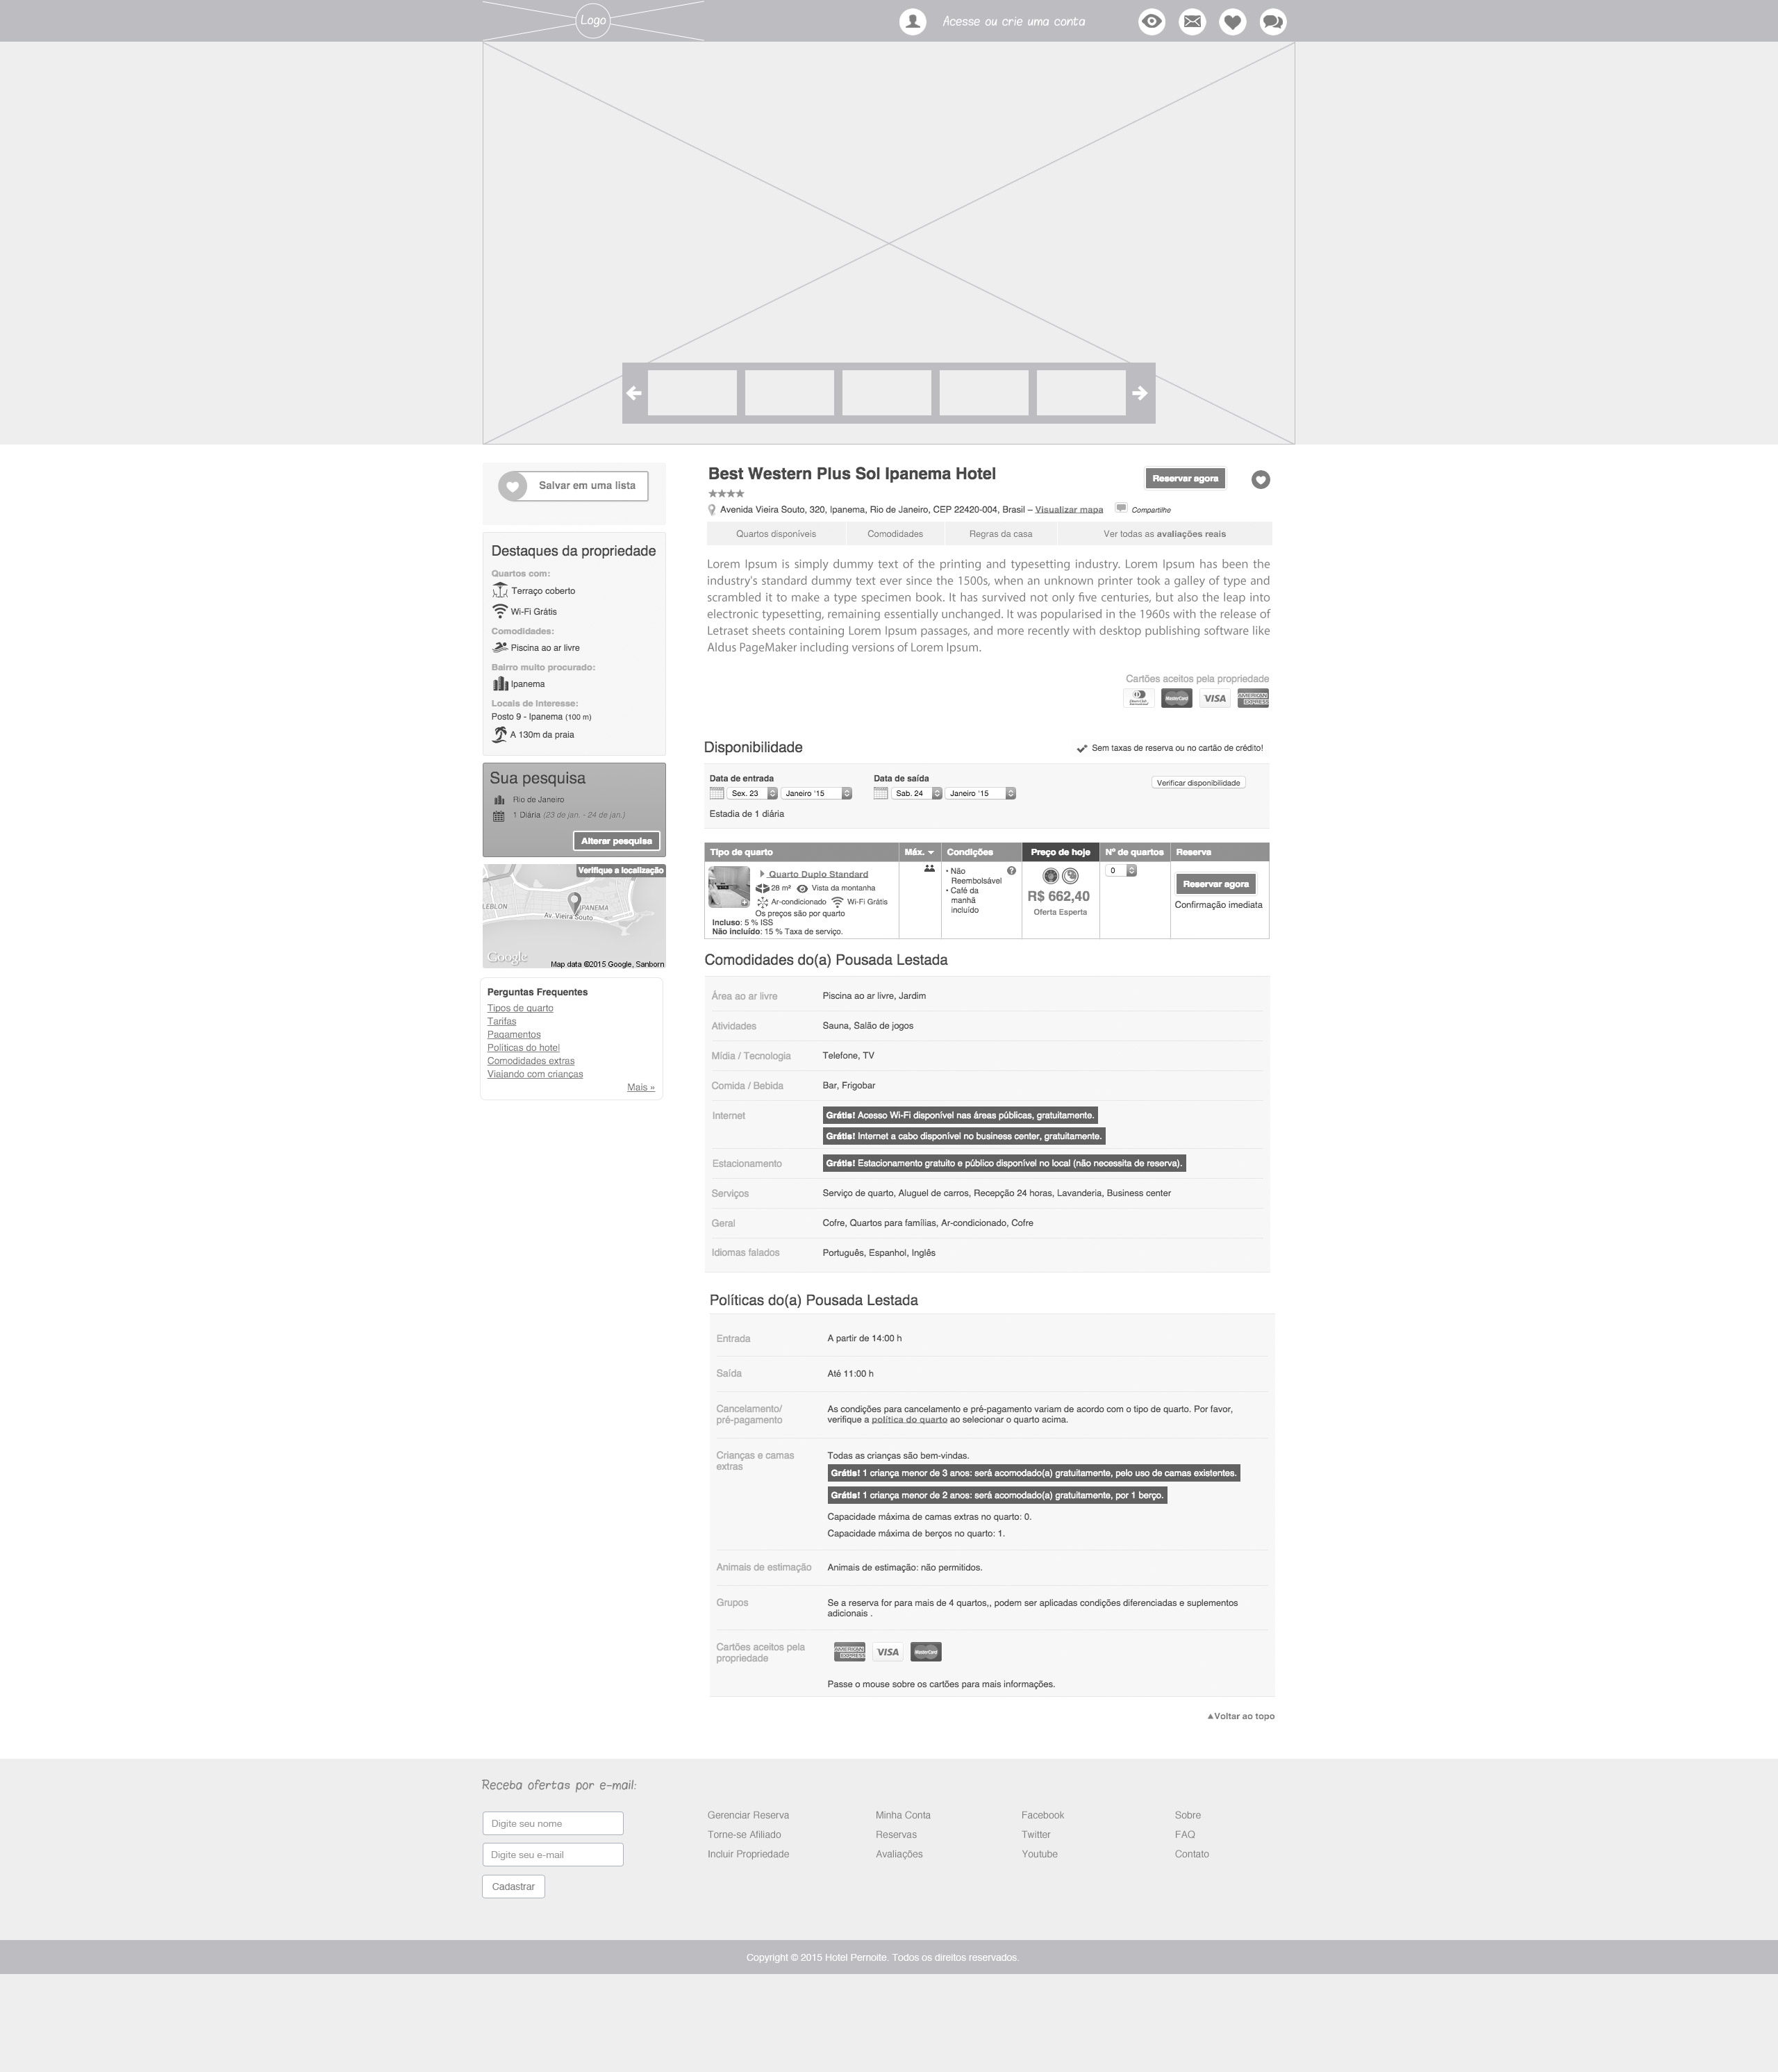 Logo
Acesse ou crie uma conta
Salvar em uma lista
Destaques da propriedade
Quartos com:
Terraço coberto
Wi-Fi Grátis
Comodidades:
Piscina ao ar livre
Bairro muito procurado:
Ipanema
Locais de interesse:
Posto 9 - Ipanema (100 m)
A 130m da praia
Sua pesquisa
Rio de Janeiro
1 Diária (23 de jan. - 24 de jan.)
Alterar pesquisa
Verifique a localização
LEBLON
IPANEMA
Av. Vieira Souto
Google
Map data ©2015 Google, Sanborn
Perguntas Frequentes
Tipos de quarto
Tarifas
Pagamentos
Políticas do hotel
Comodidades extras
Viajando com crianças
Mais »
Best Western Plus Sol Ipanema Hotel
Reservar agora
Avenida Vieira Souto, 320, Ipanema, Rio de Janeiro, CEP 22420-004, Brasil – Visualizar mapa
Compartilhe
Quartos disponíveis
Comodidades
Regras da casa
Ver todas as avaliações reais
Lorem Ipsum is simply dummy text of the printing and typesetting industry. Lorem Ipsum has been the
industry's standard dummy text ever since the 1500s, when an unknown printer took a galley of type and
scrambled it to make a type specimen book. It has survived not only five centuries, but also the leap into
electronic typesetting, remaining essentially unchanged. It was popularised in the 1960s with the release of
Letraset sheets containing Lorem Ipsum passages, and more recently with desktop publishing software like
Aldus PageMaker including versions of Lorem Ipsum.
Cartões aceitos pela propriedade
MasterCard
VISA
AMERICAN EXPRESS
Disponibilidade
Sem taxas de reserva ou no cartão de crédito!
Data de entrada
Data de saída
Verificar disponibilidade
Sex. 23
Janeiro '15
Sab. 24
Janeiro '15
Estadia de 1 diária
Tipo de quarto
Máx.
Condições
Preço de hoje
Nº de quartos
Reserva
Quarto Duplo Standard
28 m²
Vista da montanha
Ar-condicionado
Wi-Fi Grátis
Os preços são por quarto
Incluso: 5 % ISS
Não incluído: 15 % Taxa de serviço.
• Não
Reembolsável
• Café da
manhã
incluído
?
R$ 662,40
Oferta Esperta
0
Reservar agora
Confirmação imediata
Comodidades do(a) Pousada Lestada
Área ao ar livre
Piscina ao ar livre, Jardim
Atividades
Sauna, Salão de jogos
Mídia / Tecnologia
Telefone, TV
Comida / Bebida
Bar, Frigobar
Internet
Grátis! Acesso Wi-Fi disponível nas áreas públicas, gratuitamente.
Grátis! Internet a cabo disponível no business center, gratuitamente.
Estacionamento
Grátis! Estacionamento gratuito e público disponível no local (não necessita de reserva).
Serviços
Serviço de quarto, Aluguel de carros, Recepção 24 horas, Lavanderia, Business center
Geral
Cofre, Quartos para famílias, Ar-condicionado, Cofre
Idiomas falados
Português, Espanhol, Inglês
Políticas do(a) Pousada Lestada
Entrada
A partir de 14:00 h
Saída
Até 11:00 h
Cancelamento/
pré-pagamento
As condições para cancelamento e pré-pagamento variam de acordo com o tipo de quarto. Por favor,
verifique a política do quarto ao selecionar o quarto acima.
Crianças e camas
extras
Todas as crianças são bem-vindas.
Grátis! 1 criança menor de 3 anos: será acomodado(a) gratuitamente, pelo uso de camas existentes.
Grátis! 1 criança menor de 2 anos: será acomodado(a) gratuitamente, por 1 berço.
Capacidade máxima de camas extras no quarto: 0.
Capacidade máxima de berços no quarto: 1.
Animais de estimação
Animais de estimação: não permitidos.
Grupos
Se a reserva for para mais de 4 quartos,, podem ser aplicadas condições diferenciadas e suplementos
adicionais .
Cartões aceitos pela
propriedade
AMERICAN EXPRESS
VISA
MasterCard
Passe o mouse sobre os cartões para mais informações.
Voltar ao topo
Receba ofertas por e-mail:
Digite seu nome
Digite seu e-mail
Cadastrar
Gerenciar Reserva
Torne-se Afiliado
Incluir Propriedade
Minha Conta
Reservas
Avaliações
Facebook
Twitter
Youtube
Sobre
FAQ
Contato
Copyright © 2015 Hotel Pernoite. Todos os direitos reservados.